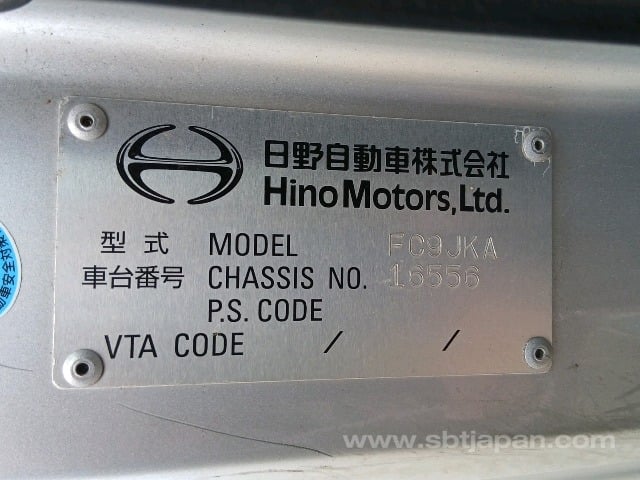 日野自動車株式会社
Hino Motors, Ltd.
型式 MODEL FC9JKA
車台番号 CHASSIS NO. 16556
P.S. CODE
VTA CODE / /
www.sbtjapan.com